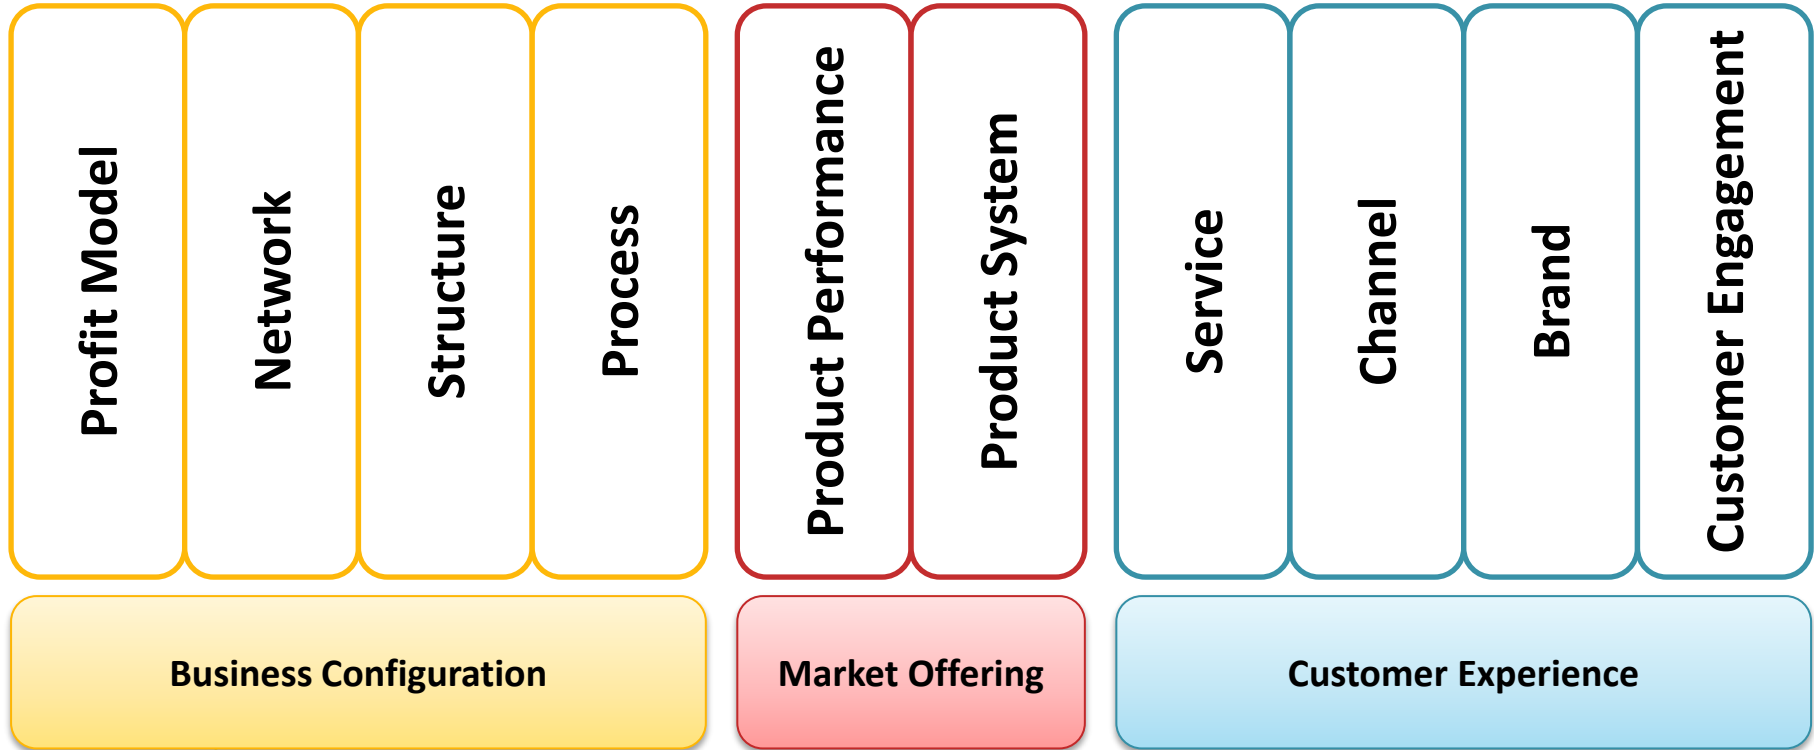 Profit Model
Network
Structure
Process
Product Performance
Product System
Service
Channel
Brand
Customer Engagement
Business Configuration
Market Offering
Customer Experience